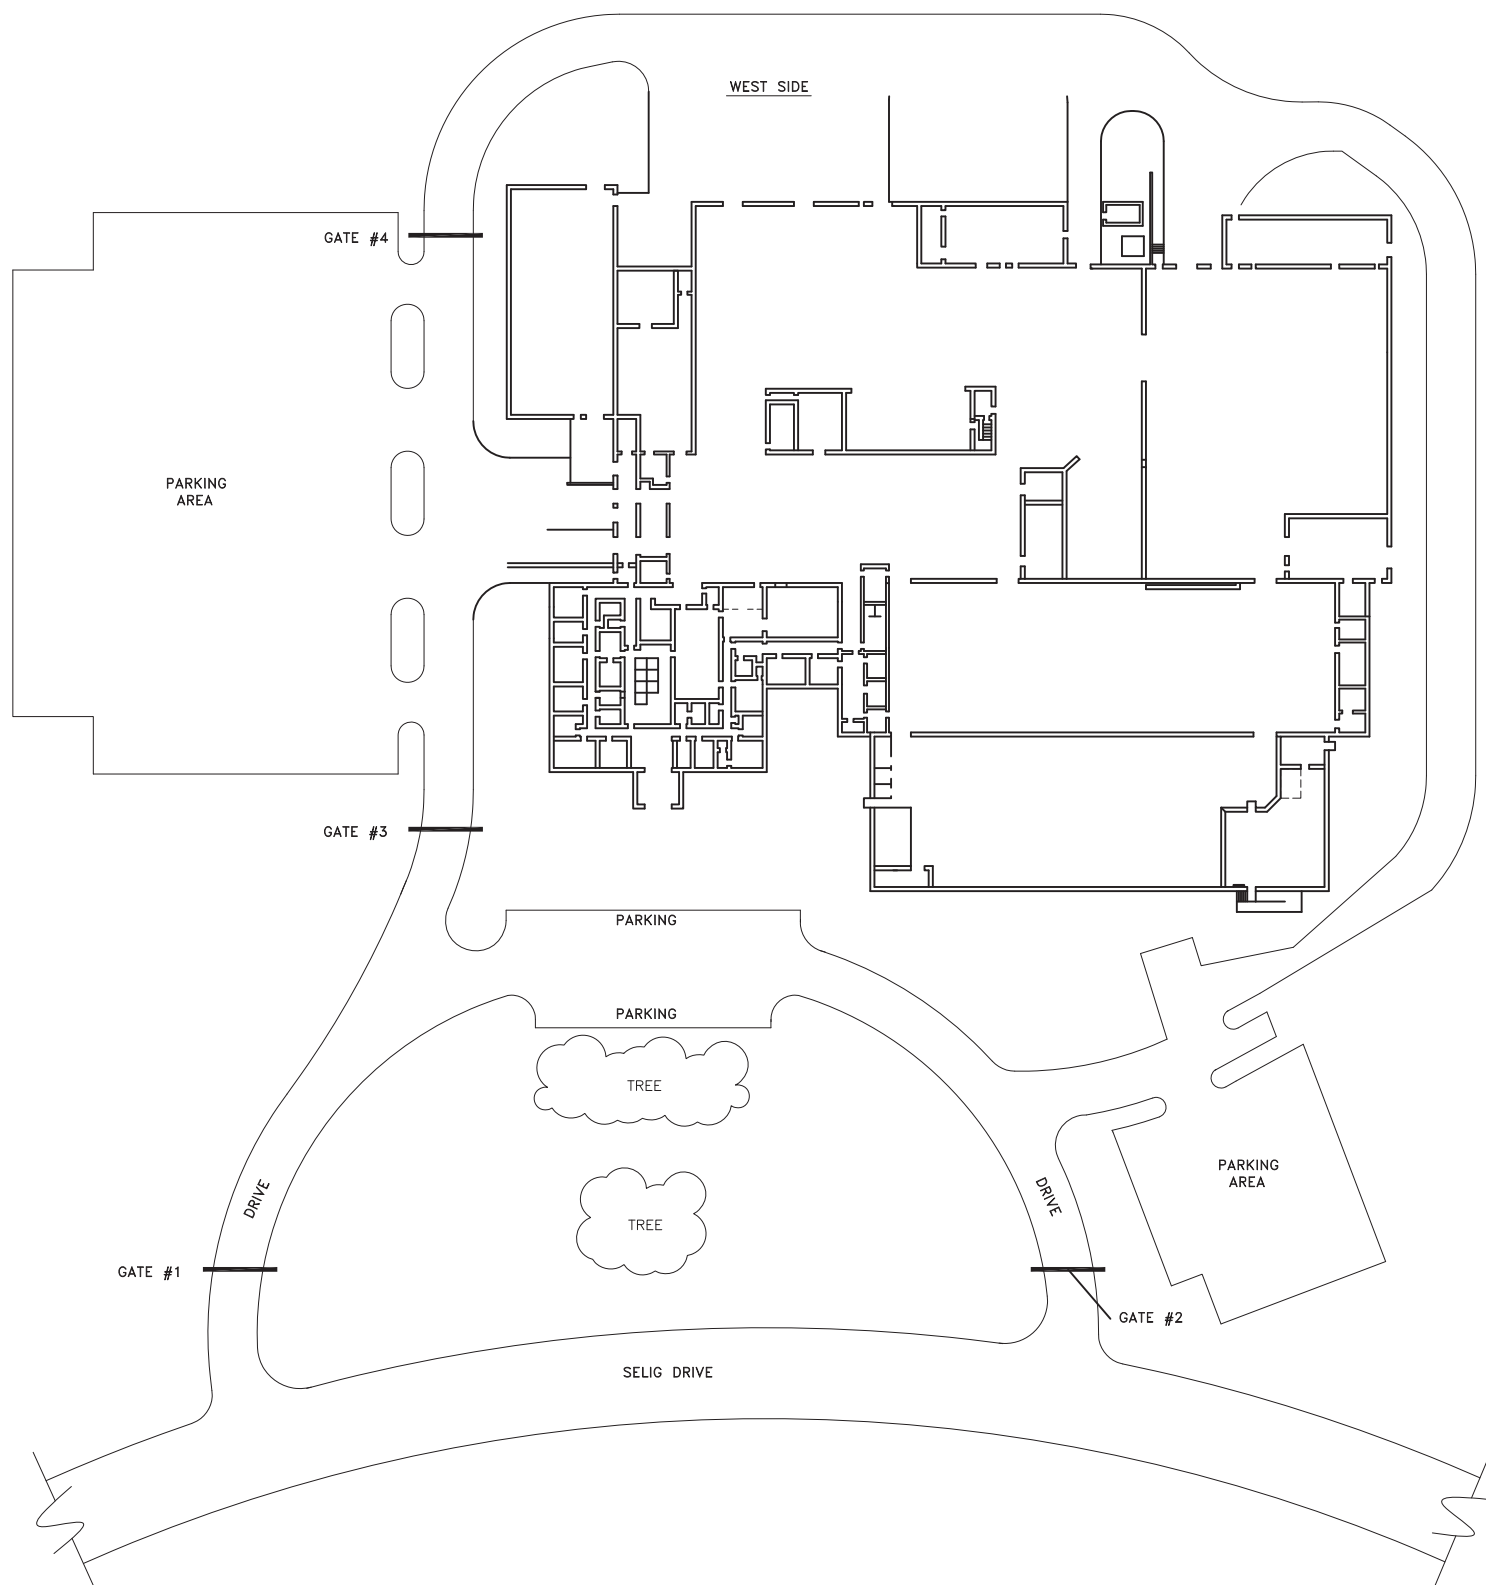 WEST SIDE
GATE #4
PARKING
AREA
GATE #3
PARKING
PARKING
TREE
PARKING
AREA
DRIVE
DRIVE
TREE
GATE #1
GATE #2
SELIG DRIVE